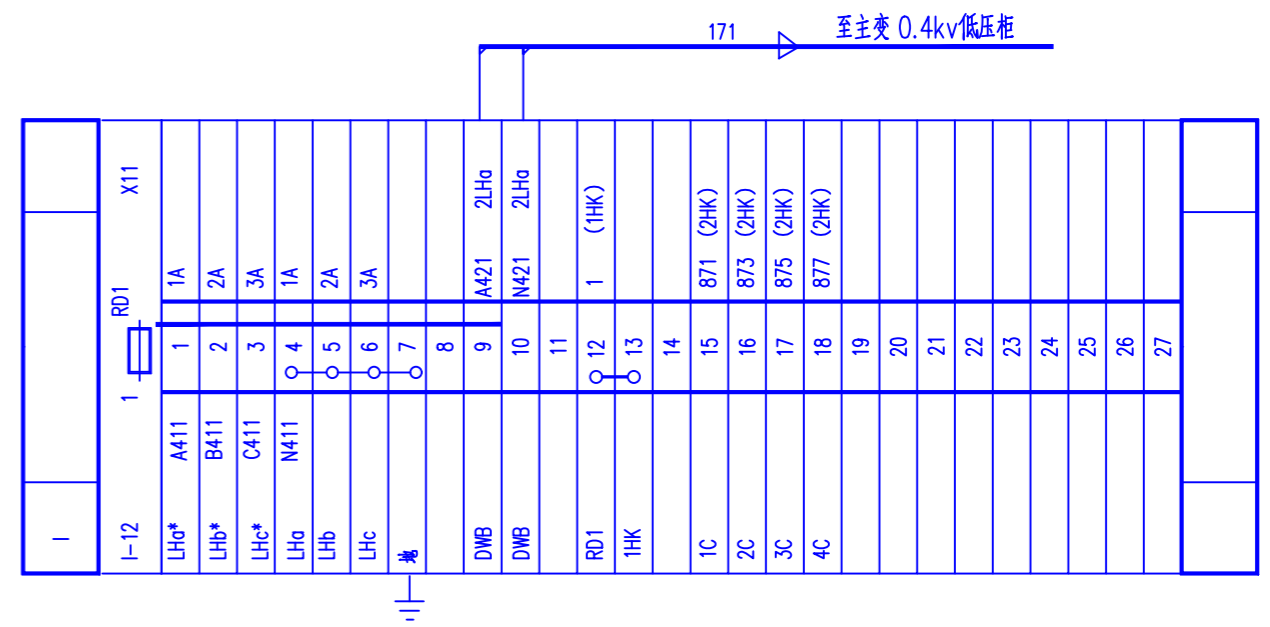 171
至主变 0.4kv低压柜
I
I-12 1 RD1 X11
LHa* A411 1 1A
LHb* B411 2 2A
LHc* C411 3 3A
LHa N411 4 1A
LHb 5 2A
LHc 6 3A
地 7
8
DWB 9 A421 2LHa
DWB 10 N421 2LHa
11
RD1 12 1 (1HK)
1HK 13
14
1C 15 871 (2HK)
2C 16 873 (2HK)
3C 17 875 (2HK)
4C 18 877 (2HK)
19
20
21
22
23
24
25
26
27